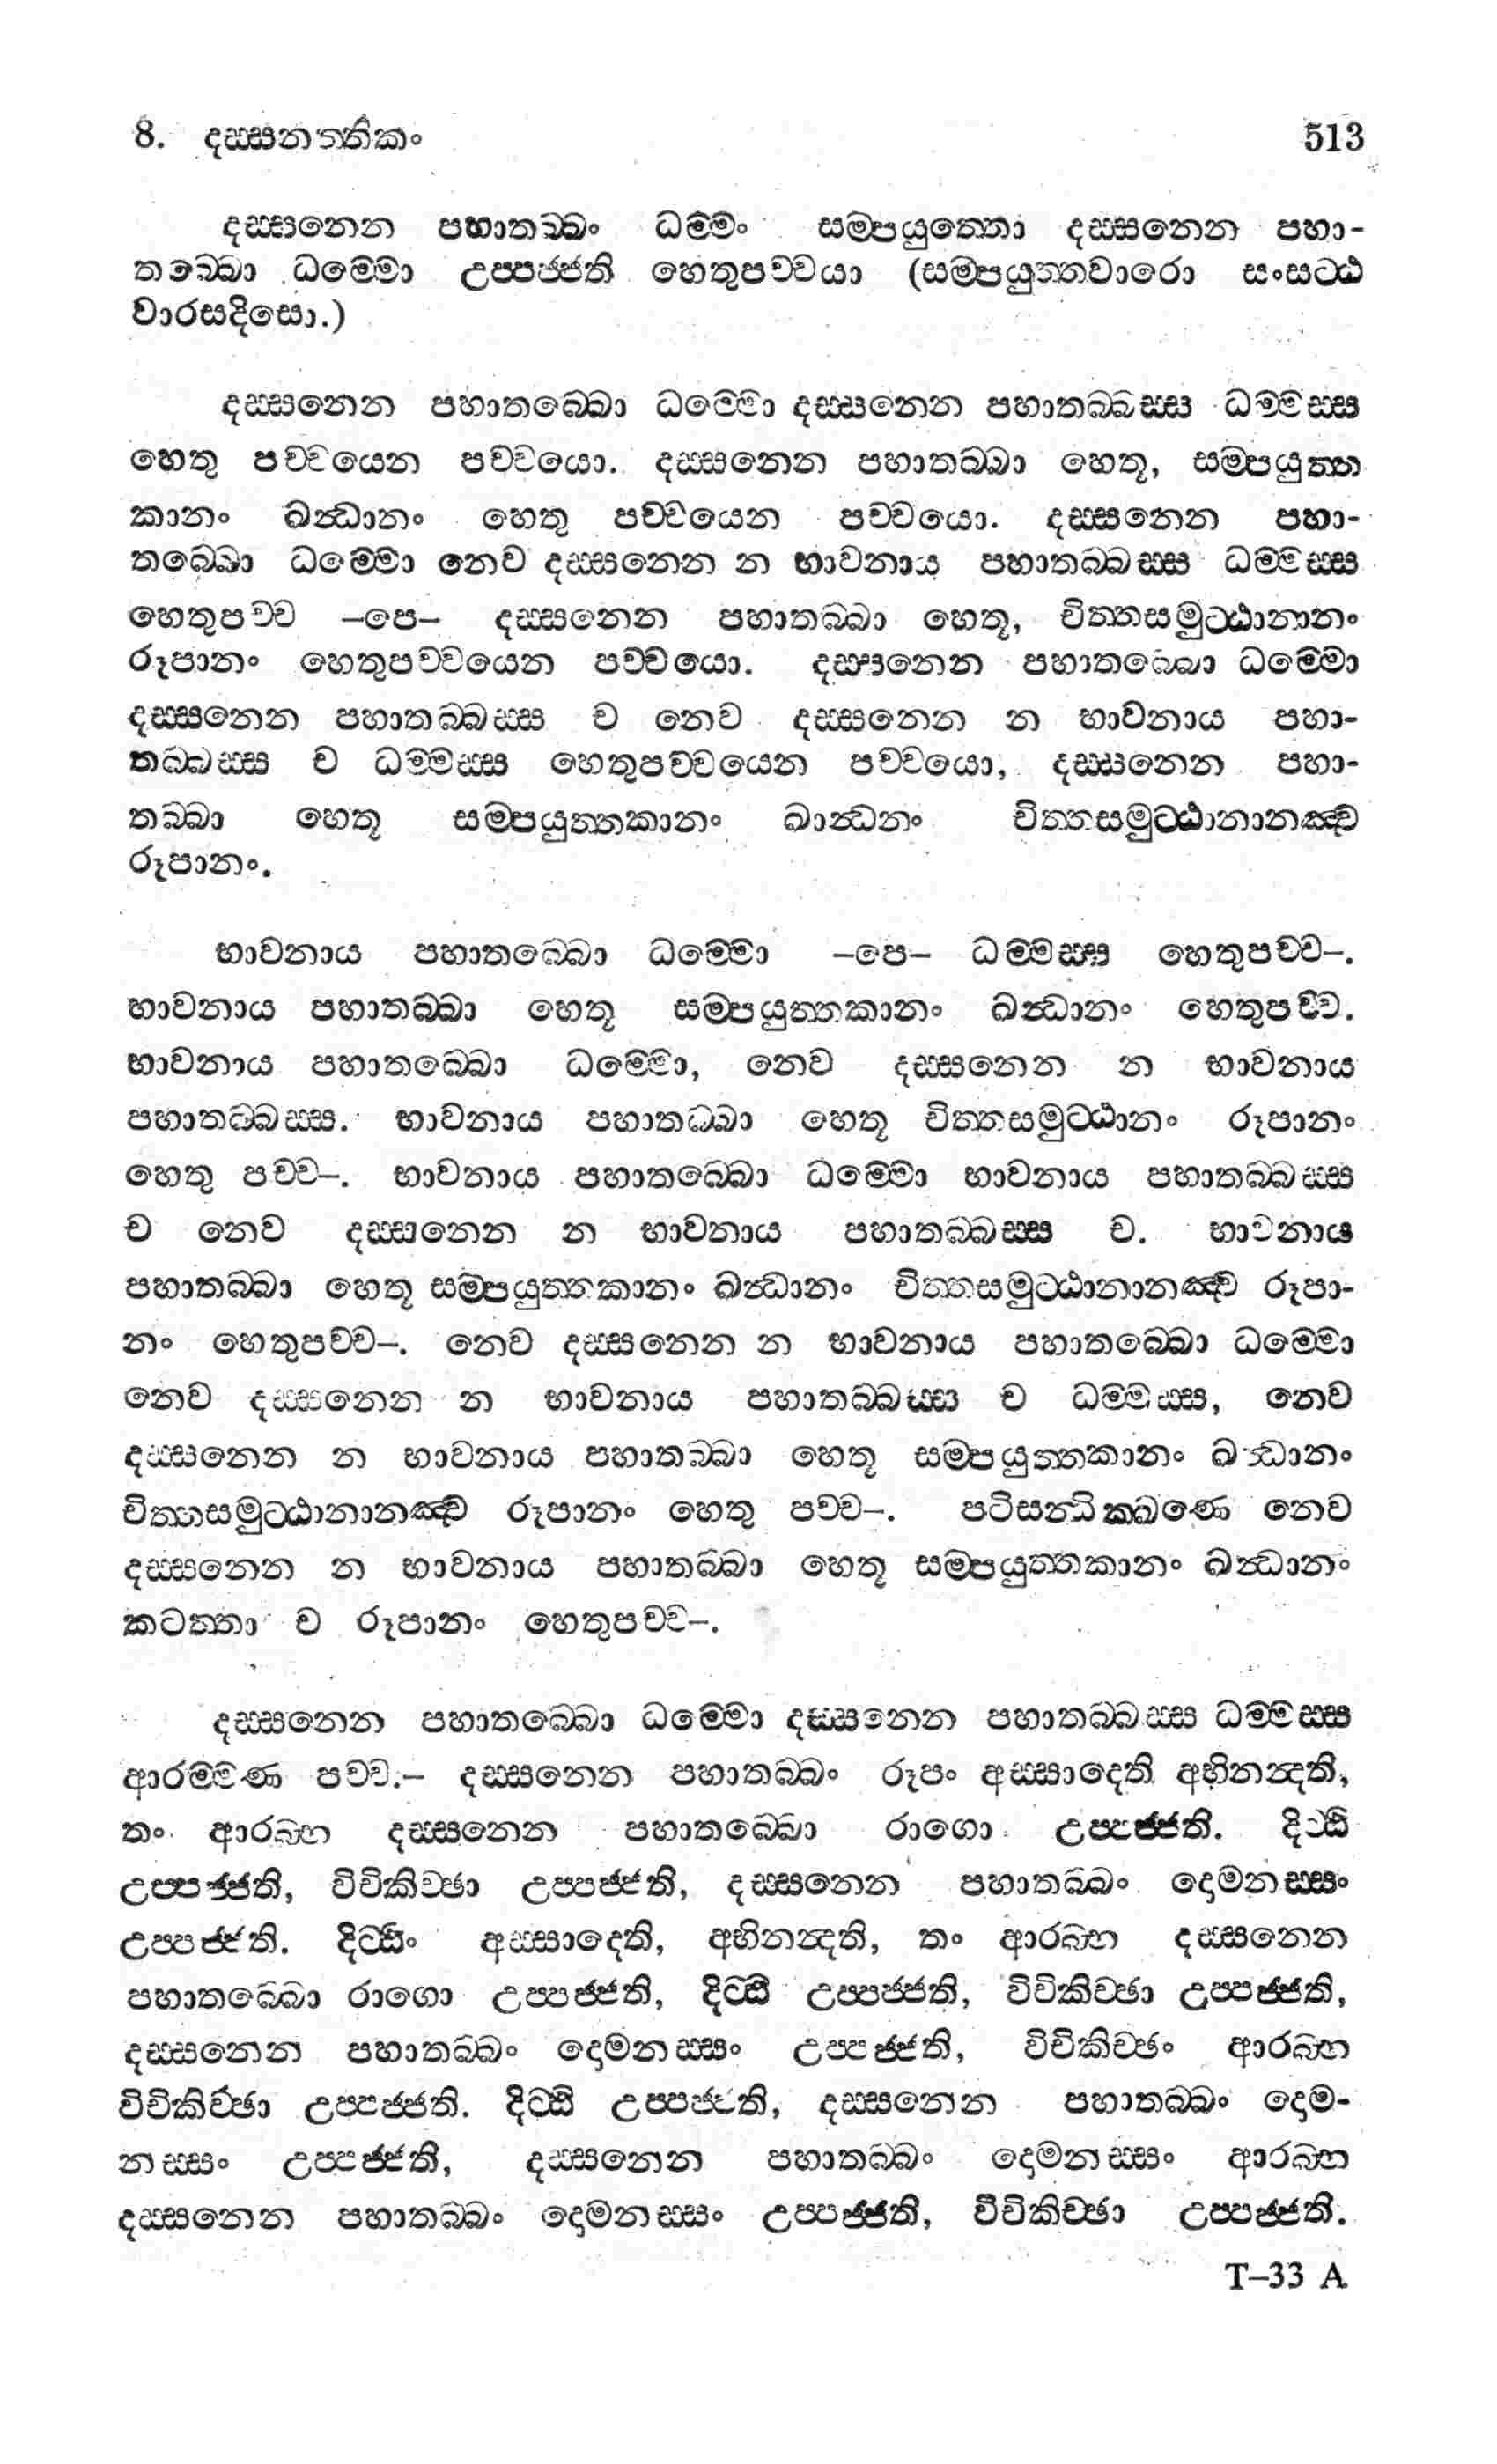 8. දස්සනත්තිකං 513
දස්සනෙන පහාතබ්බං ධම්මං සම්පයුත්තො දස්සනෙන පහා-
තබ්බො ධම්මො උප්පජ්ජති හෙතුපච්චයා (සම්පයුත්තවාරො සංසට්ඨ
වාරසදිසො.)
දස්සනෙන පහාතබ්බො ධම්මො දස්සනෙන පහාතබ්බස්ස ධම්මස්ස
හෙතු පච්චයෙන පච්චයො. දස්සනෙන පහාතබ්බා හෙතූ, සම්පයුත්ත
කානං ඛන්ධානං හෙතු පච්චයෙන පච්චයො. දස්සනෙන පහා-
තබ්බො ධම්මො නෙව දස්සනෙන න භාවනාය පහාතබ්බස්ස ධම්මස්ස
හෙතුපච්ච –පෙ– දස්සනෙන පහාතබ්බා හෙතූ, චිත්තසමුට්ඨානානං
රූපානං හෙතුපච්චයෙන පච්චයො. දස්සනෙන පහාතබ්බො ධම්මො
දස්සනෙන පහාතබ්බස්ස ච නෙව දස්සනෙන න භාවනාය පහා-
තබ්බස්ස ච ධම්මස්ස හෙතුපච්චයෙන පච්චයො, දස්සනෙන පහා-
තබ්බා හෙතූ සම්පයුත්තකානං ඛාන්ධනං චිත්තසමුට්ඨානානඤ්ච
රූපානං.
භාවනාය පහාතබ්බො ධම්මො –පෙ– ධම්මස්ස හෙතුපච්ච–.
භාවනාය පහාතබ්බා හෙතූ සම්පයුත්තකානං ඛන්ධානං හෙතුපච්ච.
භාවනාය පහාතබ්බො ධම්මො, නෙව දස්සනෙන න භාවනාය
පහාතබ්බස්ස. භාවනාය පහාතබ්බා හෙතූ චිත්තසමුට්ඨානං රූපානං
හෙතු පච්ච–. භාවනාය පහාතබ්බො ධම්මො භාවනාය පහාතබ්බස්ස
ච නෙව දස්සනෙන න භාවනාය පහාතබ්බස්ස ච. භාවනාය
පහාතබ්බා හෙතූ සම්පයුත්තකානං ඛන්ධානං චිත්තසමුට්ඨානානඤ්ච රූපා-
නං හෙතුපච්ච–. නෙව දස්සනෙන න භාවනාය පහාතබ්බො ධම්මො
නෙව දස්සනෙන න භාවනාය පහාතබ්බස්ස ච ධම්මස්ස, නෙව
දස්සනෙන න භාවනාය පහාතබ්බා හෙතූ සම්පයුත්තකානං ඛන්ධානං
චිත්තසමුට්ඨානානඤ්ච රූපානං හෙතු පච්ච–. පටිසන්ධික්ඛණෙ නෙව
දස්සනෙන න භාවනාය පහාතබ්බා හෙතූ සම්පයුත්තකානං ඛන්ධානං
කටත්තා ච රූපානං හෙතුපච්ච–.
දස්සනෙන පහාතබ්බො ධම්මො දස්සනෙන පහාතබ්බස්ස ධම්මස්ස
ආරම්මණ පච්ච.– දස්සනෙන පහාතබ්බං රූපං අස්සාදෙති අභිනන්දති,
තං ආරබ්භ දස්සනෙන පහාතබ්බො රාගො උප්පජ්ජති. දිට්ඨි
උප්පජ්ජති, විචිකිච්ඡා උප්පජ්ජති, දස්සනෙන පහාතබ්බං දොමනස්සං
උප්පජ්ජති. දිට්ඨිං අස්සාදෙති, අභිනන්දති, තං ආරබ්භ දස්සනෙන
පහාතබ්බො රාගො උප්පජ්ජති, දිට්ඨි උප්පජ්ජති, විචිකිච්ඡා උප්පජ්ජති,
දස්සනෙන පහාතබ්බං දොමනස්සං උප්පජ්ජති, විචිකිච්ඡං ආරබ්භ
විචිකිච්ඡා උප්පජ්ජති. දිට්ඨි උප්පජ්ජති, දස්සනෙන පහාතබ්බං දොම-
නස්සං උප්පජ්ජති, දස්සනෙන පහාතබ්බං දොමනස්සං ආරබ්භ
දස්සනෙන පහාතබ්බං දොමනස්සං උප්පජ්ජති, විචිකිච්ඡා උප්පජ්ජති.
T–33 A